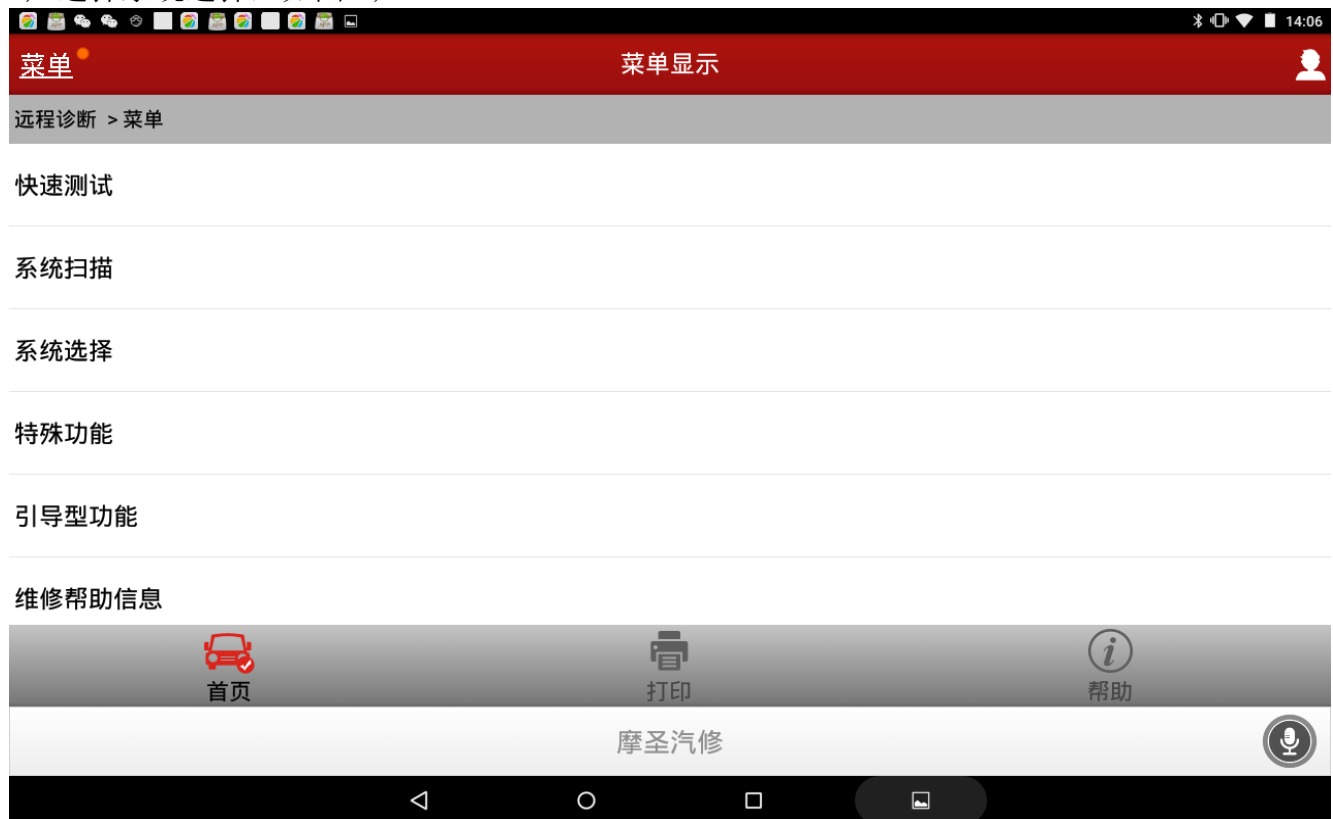 14:06
菜单
菜单显示
远程诊断 > 菜单
快速测试
系统扫描
系统选择
特殊功能
引导型功能
维修帮助信息
首页
打印
帮助
摩圣汽修